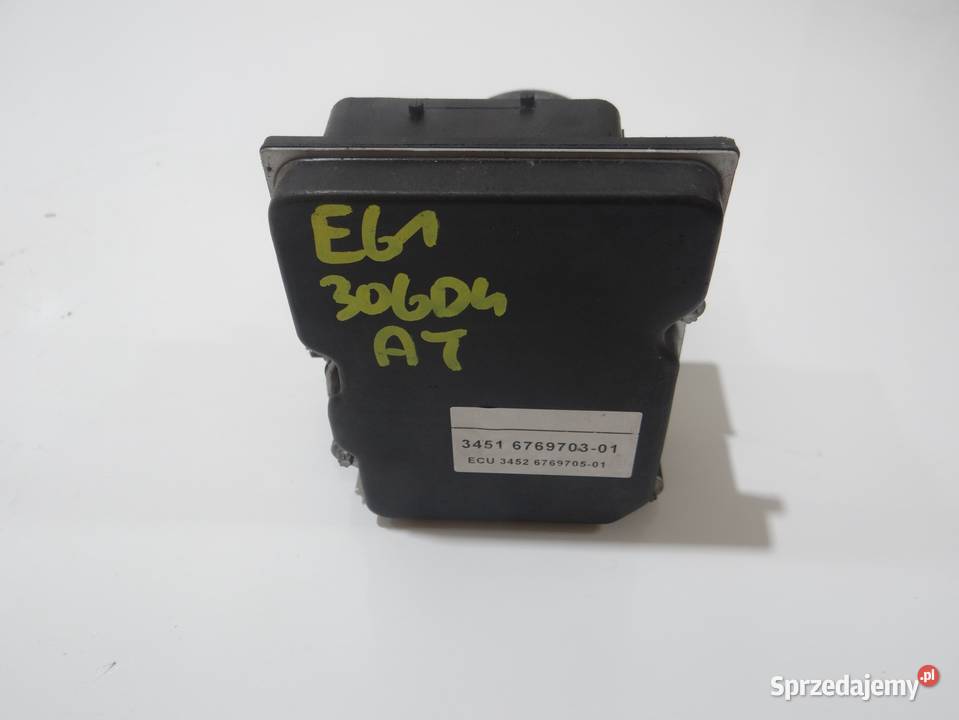 E61
306D4
AT
3451 6769703-01
ECU 3452 6769705-01
Sprzedajemy.pl